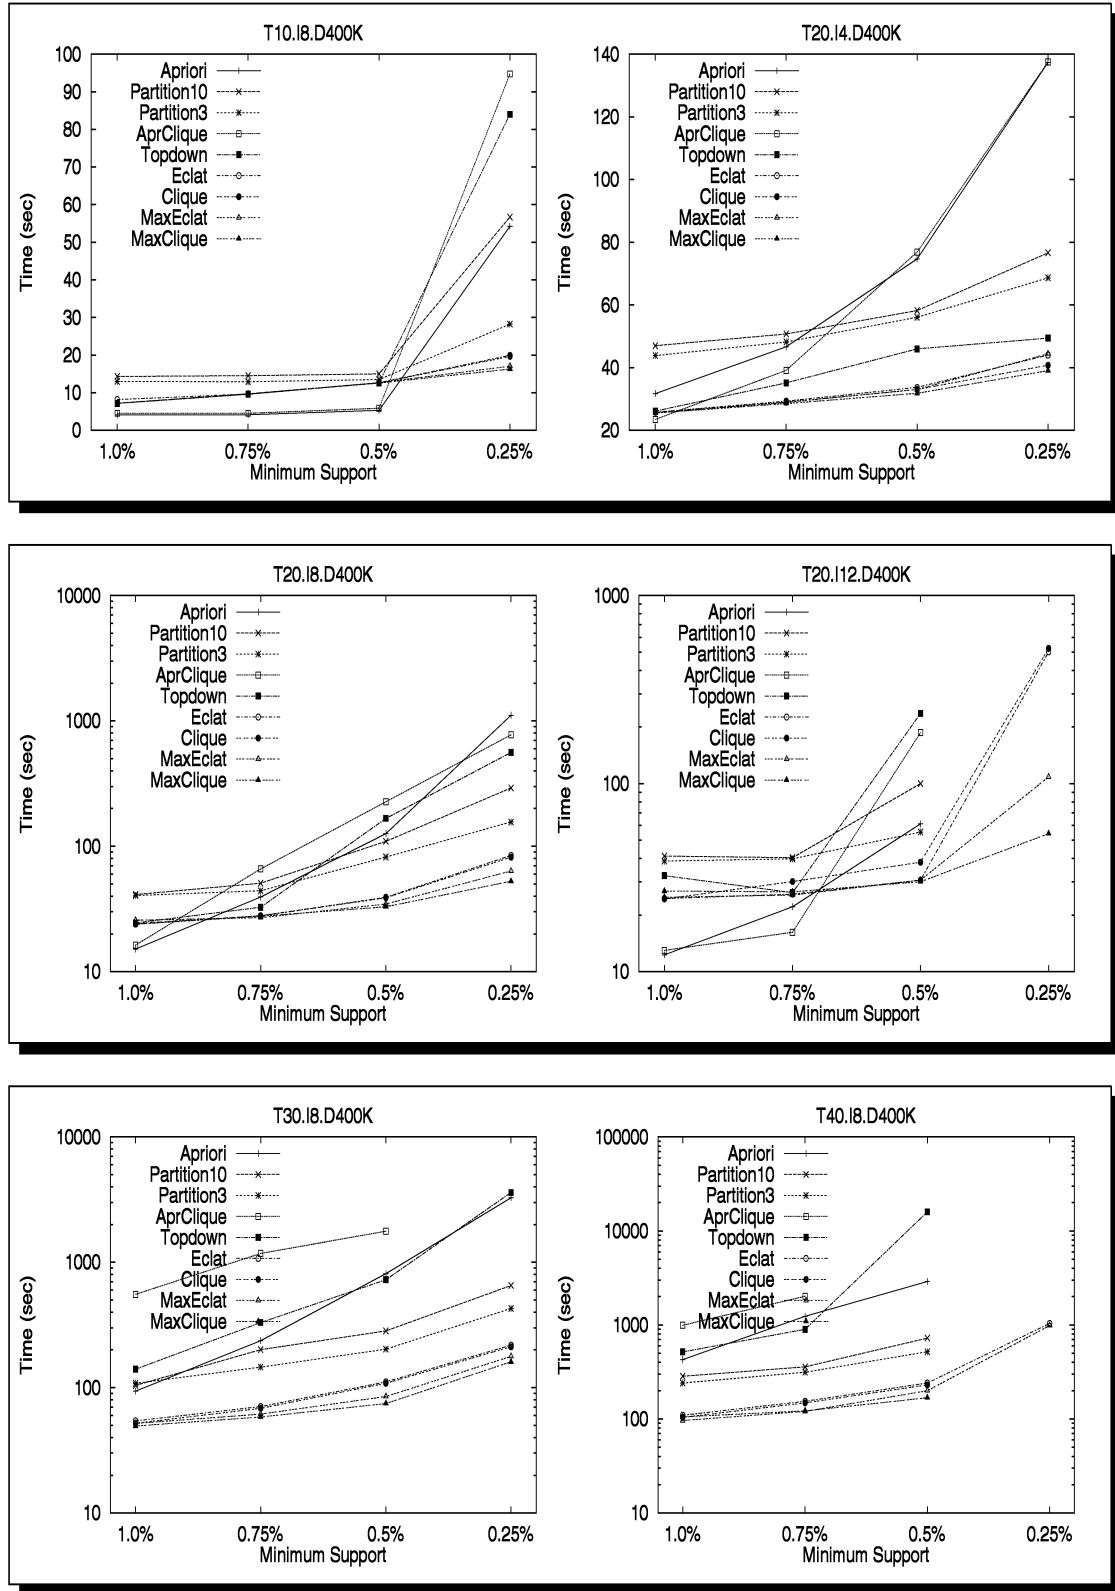 T10.I8.D400K
Time (sec)
100
90
80
70
60
50
40
30
20
10
0
Apriori
Partition10
Partition3
AprClique
Topdown
Eclat
Clique
MaxEclat
MaxClique
1.0% 0.75% 0.5% 0.25%
Minimum Support
T20.I4.D400K
Time (sec)
140
120
100
80
60
40
20
Apriori
Partition10
Partition3
AprClique
Topdown
Eclat
Clique
MaxEclat
MaxClique
1.0% 0.75% 0.5% 0.25%
Minimum Support
T20.I8.D400K
Time (sec)
10000
1000
100
10
Apriori
Partition10
Partition3
AprClique
Topdown
Eclat
Clique
MaxEclat
MaxClique
1.0% 0.75% 0.5% 0.25%
Minimum Support
T20.I12.D400K
Time (sec)
1000
100
10
Apriori
Partition10
Partition3
AprClique
Topdown
Eclat
Clique
MaxEclat
MaxClique
1.0% 0.75% 0.5% 0.25%
Minimum Support
T30.I8.D400K
Time (sec)
10000
1000
100
10
Apriori
Partition10
Partition3
AprClique
Topdown
Eclat
Clique
MaxEclat
MaxClique
1.0% 0.75% 0.5% 0.25%
Minimum Support
T40.I8.D400K
Time (sec)
100000
10000
1000
100
10
Apriori
Partition10
Partition3
AprClique
Topdown
Eclat
Clique
MaxEclat
MaxClique
1.0% 0.75% 0.5% 0.25%
Minimum Support